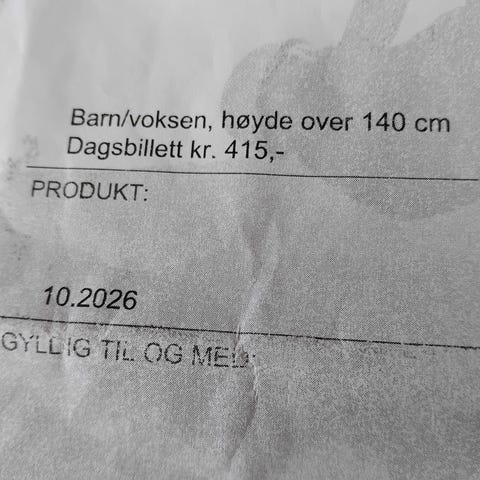 Barn/voksen, høyde over 140 cm
Dagsbillett kr. 415,-
PRODUKT:
10.2026
GYLDIG TIL OG MED: